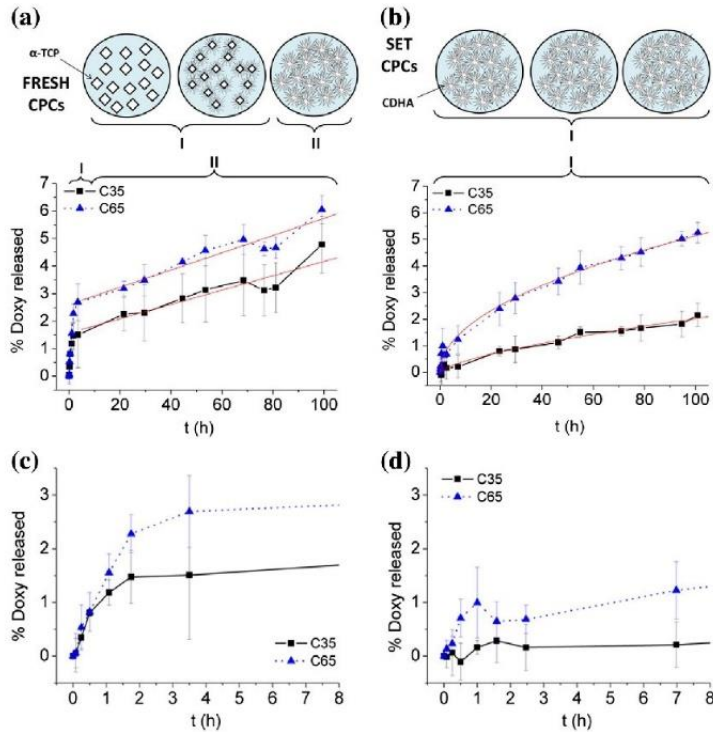 (a)
α-TCP
FRESH
CPCs
I
II
I
II
C35
C65
% Doxy released
7
6
5
4
3
2
1
0
0 20 40 60 80 100
t (h)
(b)
SET
CPCs
CDHA
I
I
C35
C65
% Doxy released
7
6
5
4
3
2
1
0
0 20 40 60 80 100
t (h)
(c)
% Doxy released
3
2
1
0
C35
C65
0 1 2 3 4 5 6 7 8
t (h)
(d)
C35
C65
% Doxy released
3
2
1
0
0 1 2 3 4 5 6 7 8
t (h)